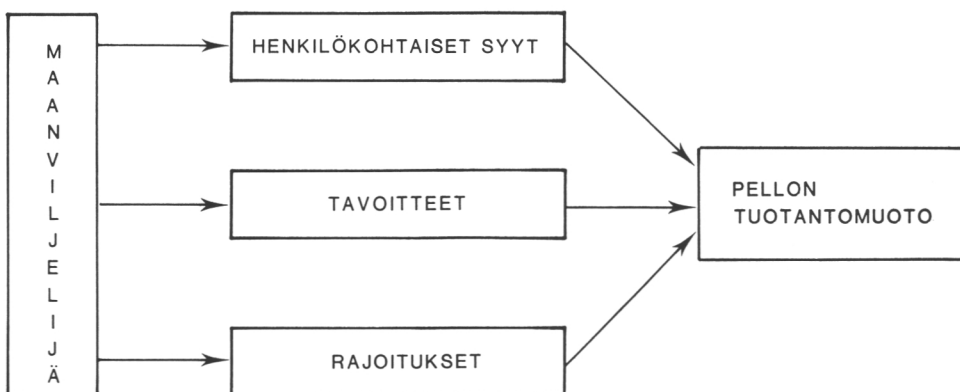 MAANVILJELIJÄ
HENKILÖKOHTAISET SYYT
TAVOITTEET
RAJOITUKSET
PELLON
TUOTANTOMUOTO